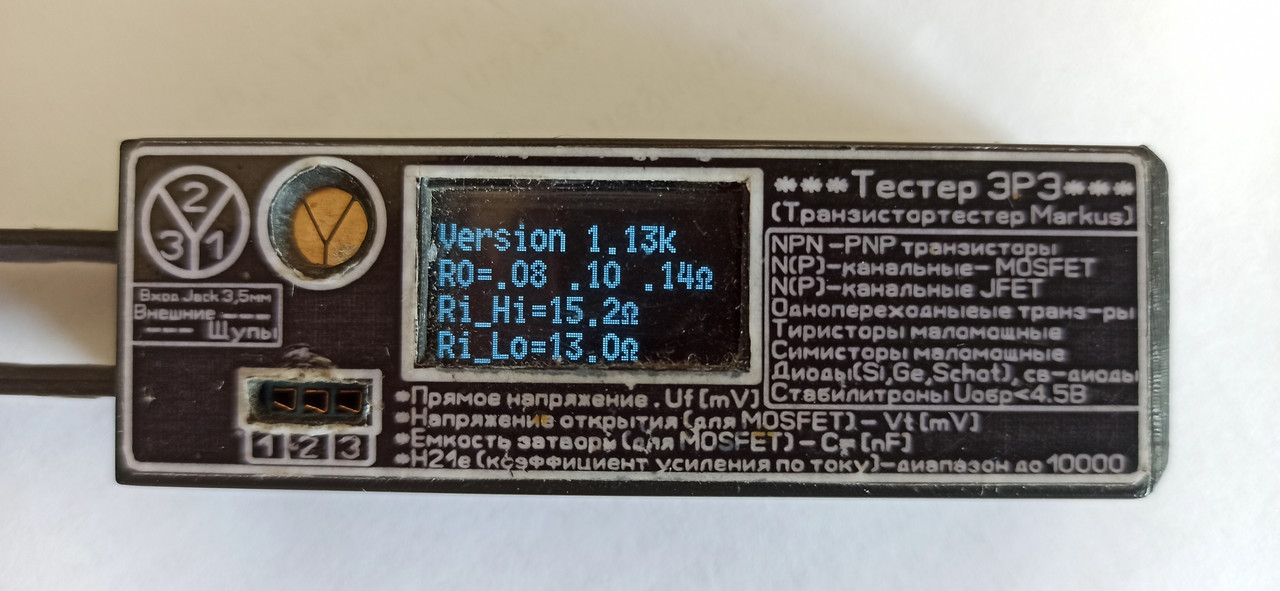 2
3 1
Вход Jack 3,5мм
Внешние ---
--- Щупы
1 2 3
Version 1.13k
R0=.08 .10 .14Ω
Ri_Hi=15.2Ω
Ri_Lo=13.0Ω
***Тестер ЭРЭ***
(Транзистортестер Markus)
NPN -PNP транзисторы
N(P)-канальные- MOSFET
N(P)-канальные JFET
Однопереходныевые транз-ры
Тиристоры маломощные
Симисторы маломощные
Диоды(Si,Ge,Schot), св-диоды
Стабилитроны Uобр<4.5В
*Прямое напряжение . Uf [mV]
*Напряжение открытия (для MOSFET) - Vt [mV]
*Емкость затвора (для MOSFET) - C [nF]
*H21e (коэффициент усиления по току)-диапазон до 10000